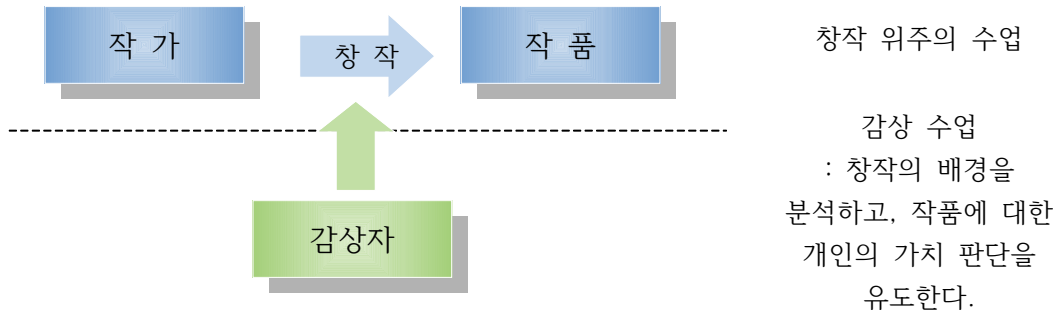 작 가
창 작
작 품
창작 위주의 수업
감상자
감상 수업
: 창작의 배경을
분석하고, 작품에 대한
개인의 가치 판단을
유도한다.